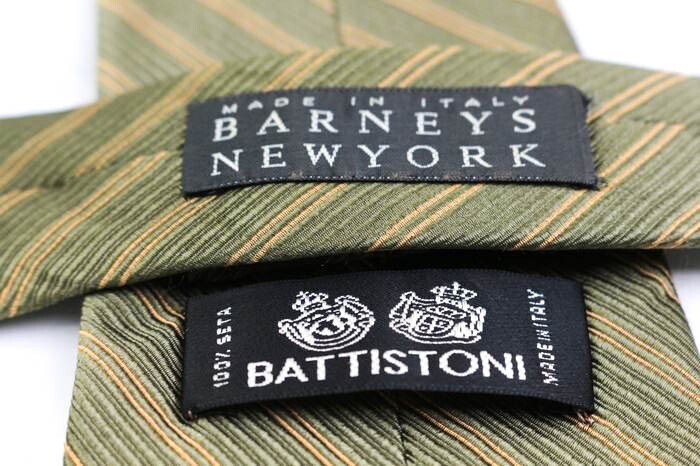 MADE IN ITALY
BARNEYS
NEWYORK
100% SETA
BATTISTONI
MADE IN ITALY